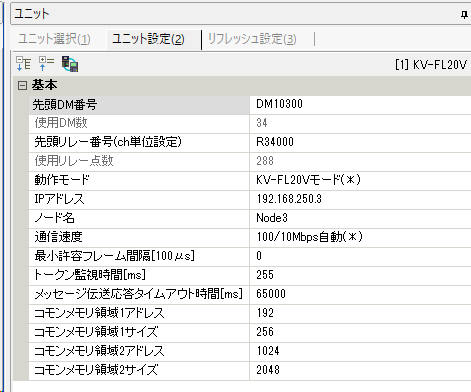 ユニット
ユニット選択(1) ユニット設定(2) リフレッシュ設定(3)
[1] KV-FL20V
基本
先頭DM番号 DM10300
使用DM数 34
先頭リレー番号(ch単位設定) R34000
使用リレー点数 288
動作モード KV-FL20Vモード(*)
IPアドレス 192.168.250.3
ノード名 Node3
通信速度 100/10Mbps自動(*)
最小許容フレーム間隔[100μs] 0
トークン監視時間[ms] 255
メッセージ伝送応答タイムアウト時間[ms] 65000
コモンメモリ領域1アドレス 192
コモンメモリ領域1サイズ 256
コモンメモリ領域2アドレス 1024
コモンメモリ領域2サイズ 2048